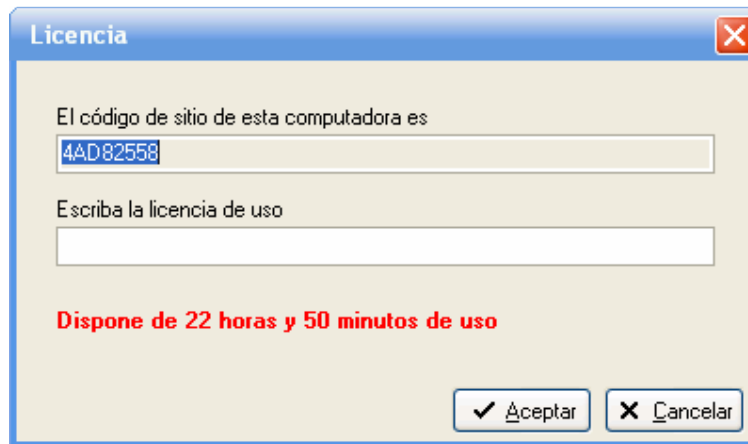 Licencia
El código de sitio de esta computadora es
4AD82558
Escriba la licencia de uso
Dispone de 22 horas y 50 minutos de uso
Aceptar
Cancelar